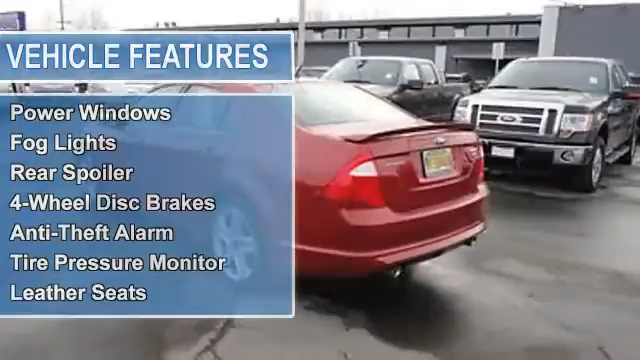 VEHICLE FEATURES
Power Windows
Fog Lights
Rear Spoiler
4-Wheel Disc Brakes
Anti-Theft Alarm
Tire Pressure Monitor
Leather Seats